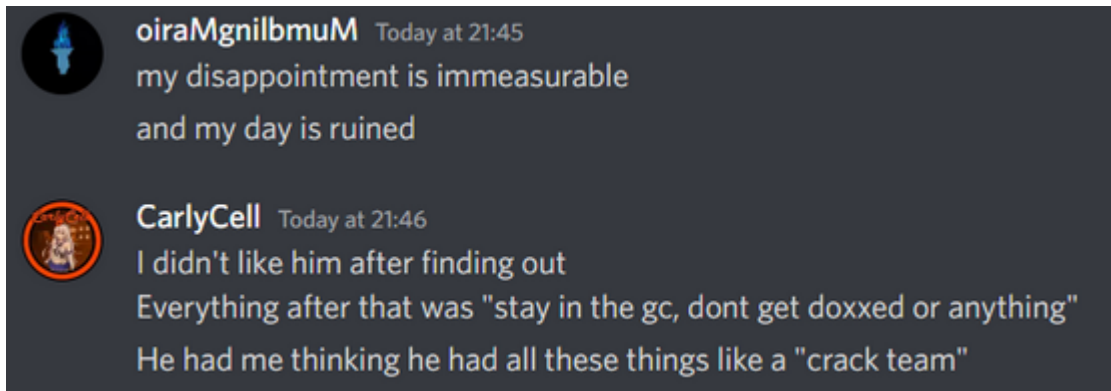 oiraMgnilbmuM Today at 21:45
my disappointment is immeasurable
and my day is ruined
CarlyCell Today at 21:46
I didn't like him after finding out
Everything after that was "stay in the gc, dont get doxxed or anything"
He had me thinking he had all these things like a "crack team"